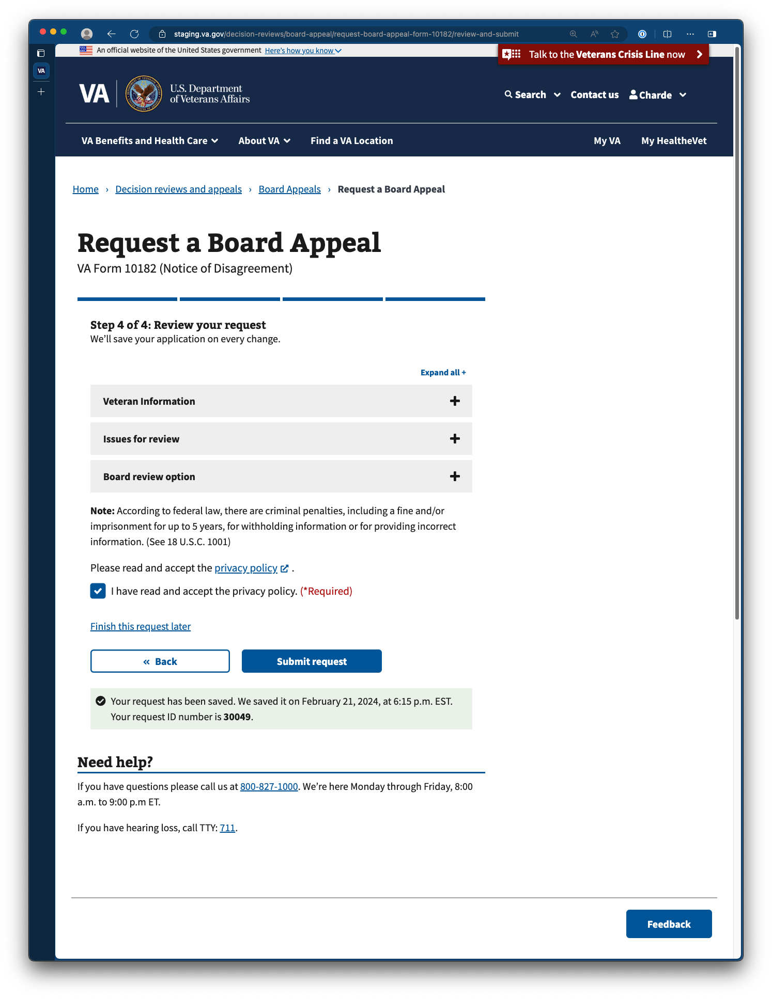 staging.va.gov/decision-reviews/board-appeal/request-board-appeal-form-10182/review-and-submit
An official website of the United States government Here's how you know
Talk to the Veterans Crisis Line now
VA
VA
U.S. Department
of Veterans Affairs
Search
Contact us
Charde
VA Benefits and Health Care
About VA
Find a VA Location
My VA
My HealtheVet
Home › Decision reviews and appeals › Board Appeals › Request a Board Appeal
Request a Board Appeal
VA Form 10182 (Notice of Disagreement)
Step 4 of 4: Review your request
We’ll save your application on every change.
Expand all +
Veteran Information
Issues for review
Board review option
Note: According to federal law, there are criminal penalties, including a fine and/or
imprisonment for up to 5 years, for withholding information or for providing incorrect
information. (See 18 U.S.C. 1001)
Please read and accept the privacy policy .
I have read and accept the privacy policy. (*Required)
Finish this request later
« Back
Submit request
Your request has been saved. We saved it on February 21, 2024, at 6:15 p.m. EST.
Your request ID number is 30049.
Need help?
If you have questions please call us at 800-827-1000. We’re here Monday through Friday, 8:00
a.m. to 9:00 p.m ET.
If you have hearing loss, call TTY: 711.
Feedback